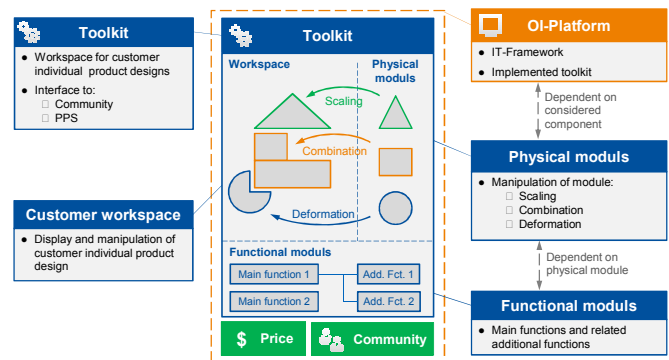 Toolkit
● Workspace for customer
individual product designs
● Interface to:
□ Community
□ PPS
Customer workspace
● Display and manipulation of
customer individual product
design
Toolkit
Workspace
Physical
moduls
Scaling
Combination
Deformation
Functional moduls
Main function 1
Add. Fct. 1
Main function 2
Add. Fct. 2
$ Price
Community
OI-Platform
● IT-Framework
● Implemented toolkit
Dependent on
considered
component
Physical moduls
● Manipulation of module:
□ Scaling
□ Combination
□ Deformation
Dependent on
physical module
Functional moduls
● Main functions and related
additional functions